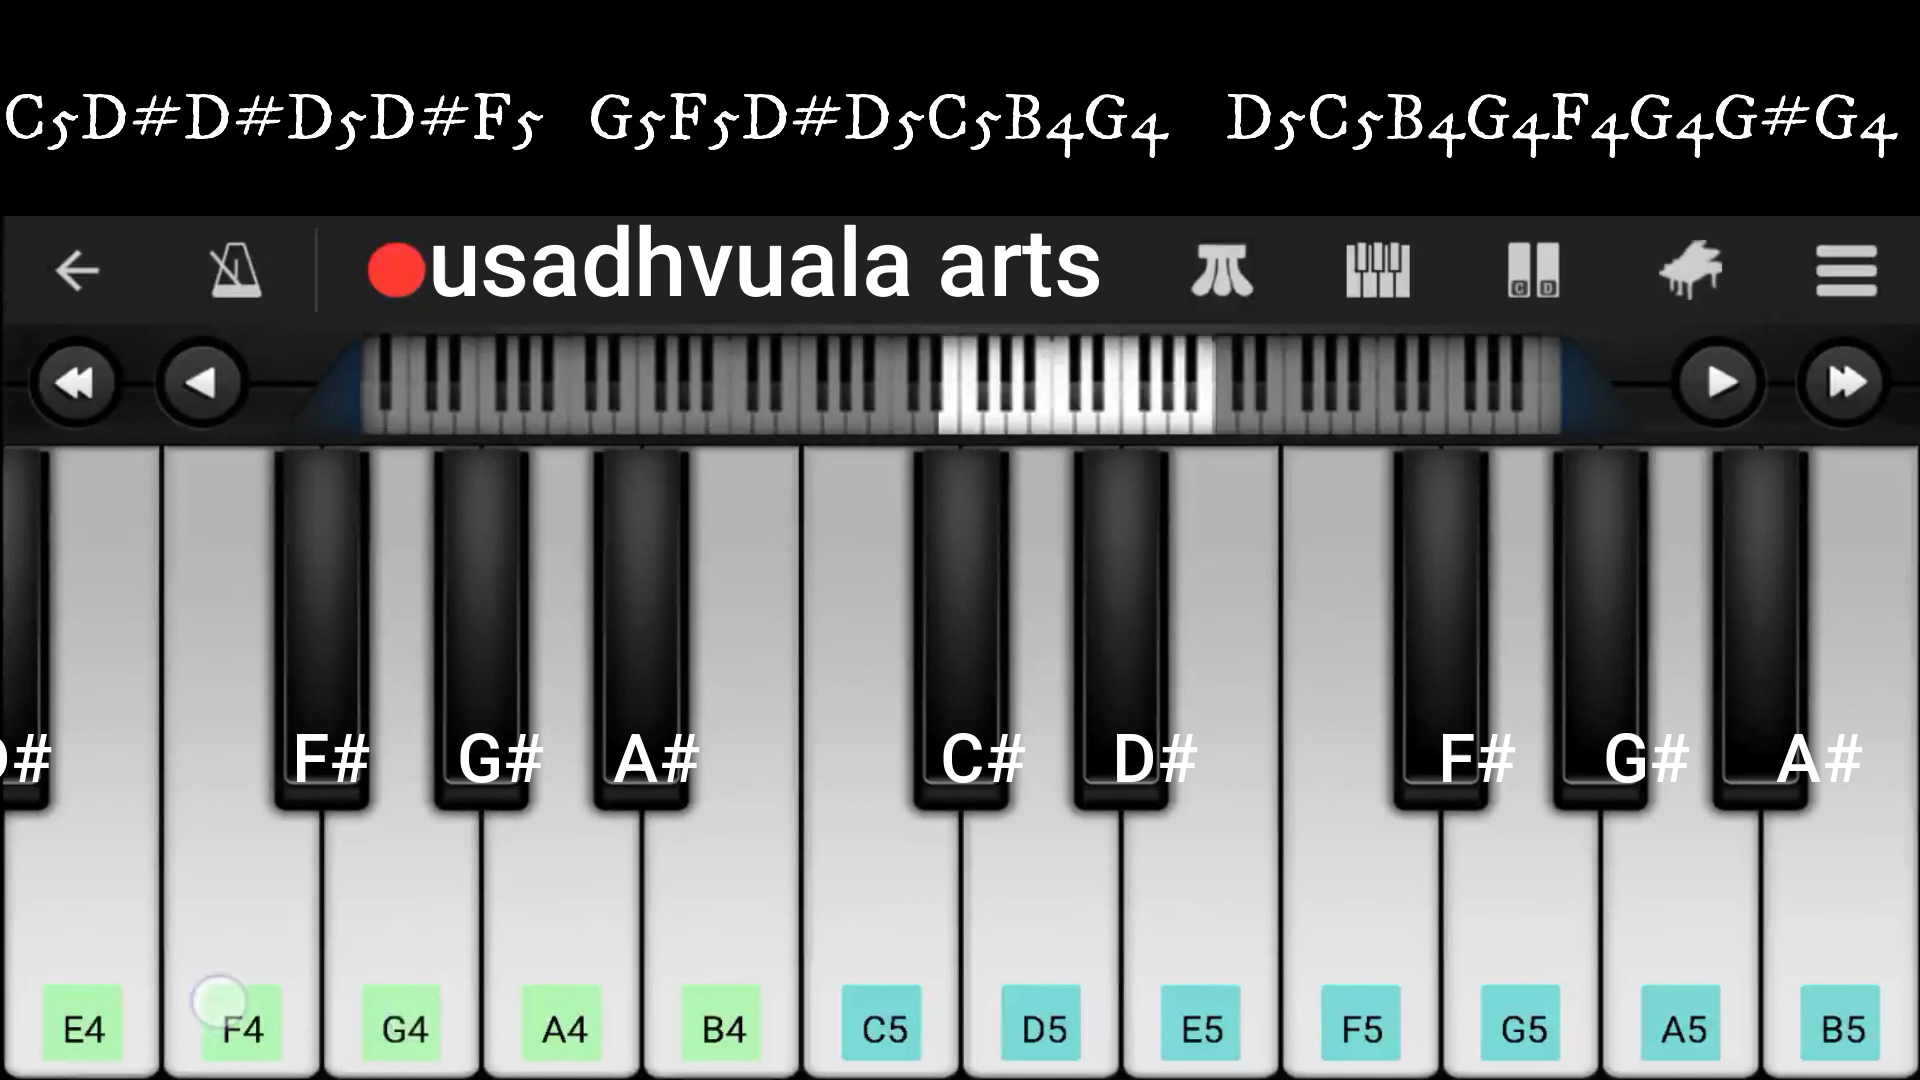 C5D#D#D5D#F5 G5F5D#D5C5B4G4 D5C5B4G4F4G4G#G4
usadhvuala arts
C D
D# F# G# A# C# D# F# G# A#
E4 F4 G4 A4 B4 C5 D5 E5 F5 G5 A5 B5